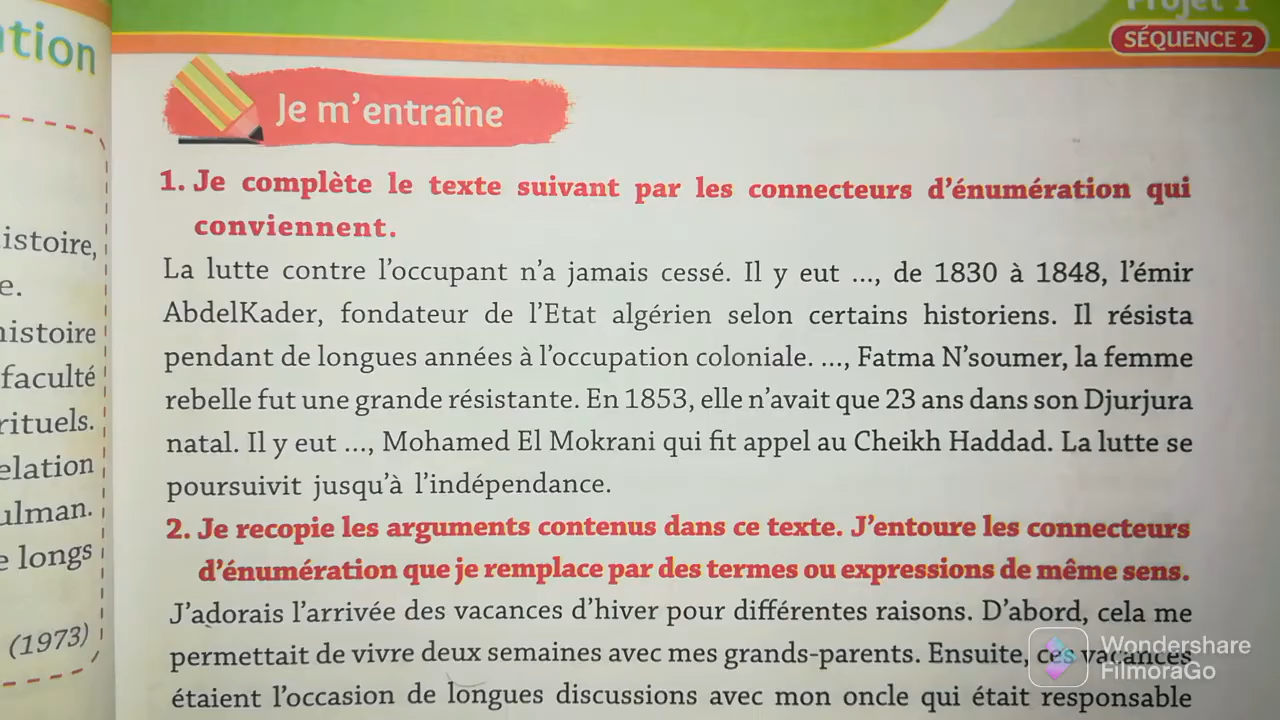 Projet 1
SÉQUENCE 2
Je m'entraîne
1. Je complète le texte suivant par les connecteurs d'énumération qui
conviennent.
La lutte contre l'occupant n'a jamais cessé. Il y eut ..., de 1830 à 1848, l'émir
AbdelKader, fondateur de l'Etat algérien selon certains historiens. Il résista
pendant de longues années à l'occupation coloniale. ..., Fatma N'soumer, la femme
rebelle fut une grande résistante. En 1853, elle n'avait que 23 ans dans son Djurjura
natal. Il y eut ..., Mohamed El Mokrani qui fit appel au Cheikh Haddad. La lutte se
poursuivit jusqu'à l'indépendance.
2. Je recopie les arguments contenus dans ce texte. J'entoure les connecteurs
d'énumération que je remplace par des termes ou expressions de même sens.
J'adorais l'arrivée des vacances d'hiver pour différentes raisons. D'abord, cela me
permettait de vivre deux semaines avec mes grands-parents. Ensuite, ces vacances
étaient l'occasion de longues discussions avec mon oncle qui était responsable
ation
istoire,
e.
histoire
faculté
rituels.
elation
ulman.
e longs
(1973)
Wondershare
FilmoraGo